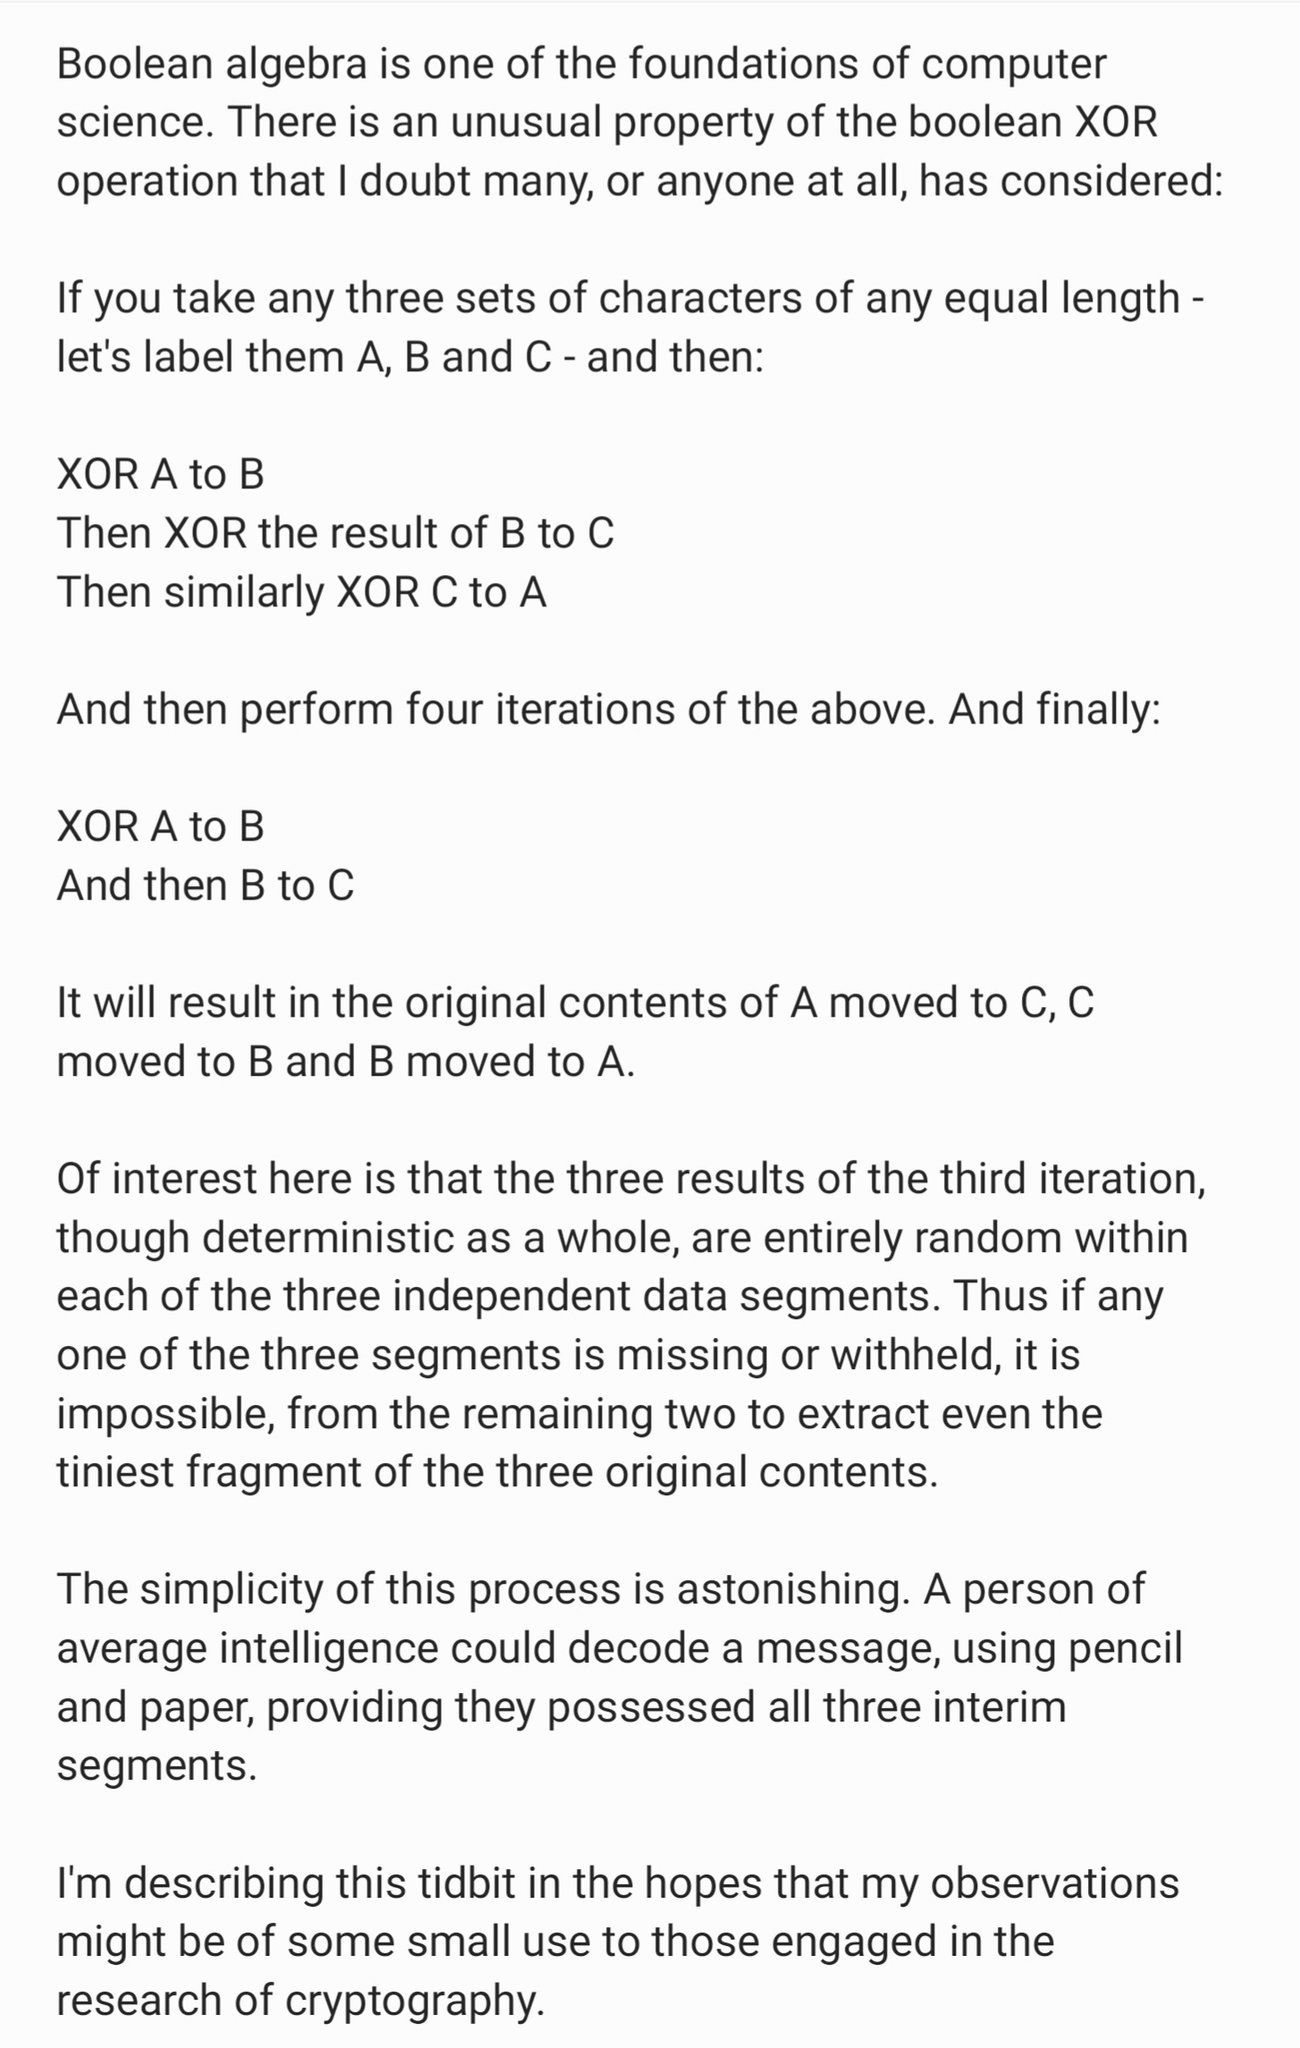 Boolean algebra is one of the foundations of computer
science. There is an unusual property of the boolean XOR
operation that I doubt many, or anyone at all, has considered:
If you take any three sets of characters of any equal length -
let's label them A, B and C - and then:
XOR A to B
Then XOR the result of B to C
Then similarly XOR C to A
And then perform four iterations of the above. And finally:
XOR A to B
And then B to C
It will result in the original contents of A moved to C, C
moved to B and B moved to A.
Of interest here is that the three results of the third iteration,
though deterministic as a whole, are entirely random within
each of the three independent data segments. Thus if any
one of the three segments is missing or withheld, it is
impossible, from the remaining two to extract even the
tiniest fragment of the three original contents.
The simplicity of this process is astonishing. A person of
average intelligence could decode a message, using pencil
and paper, providing they possessed all three interim
segments.
I'm describing this tidbit in the hopes that my observations
might be of some small use to those engaged in the
research of cryptography.